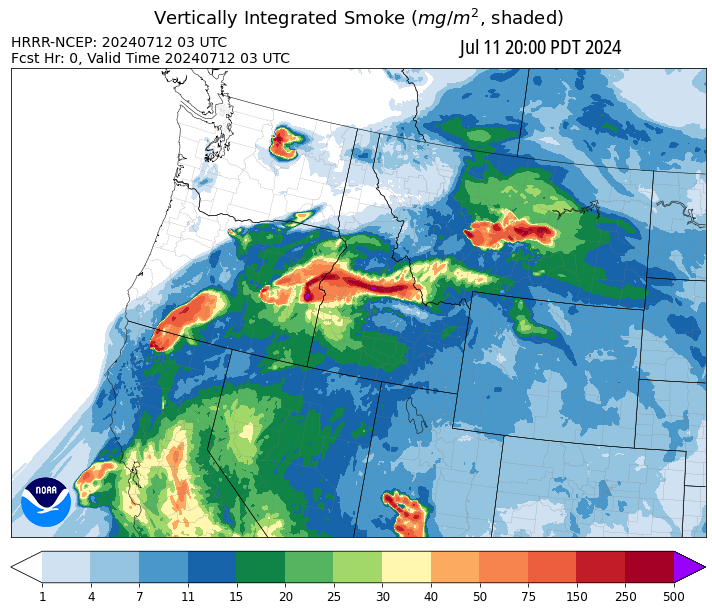 Vertically Integrated Smoke (mg/m², shaded)
HRRR-NCEP: 20240712 03 UTC
Fcst Hr: 0, Valid Time 20240712 03 UTC
Jul 11 20:00 PDT 2024
NOAA
1 4 7 11 15 20 25 30 40 50 75 150 250 500